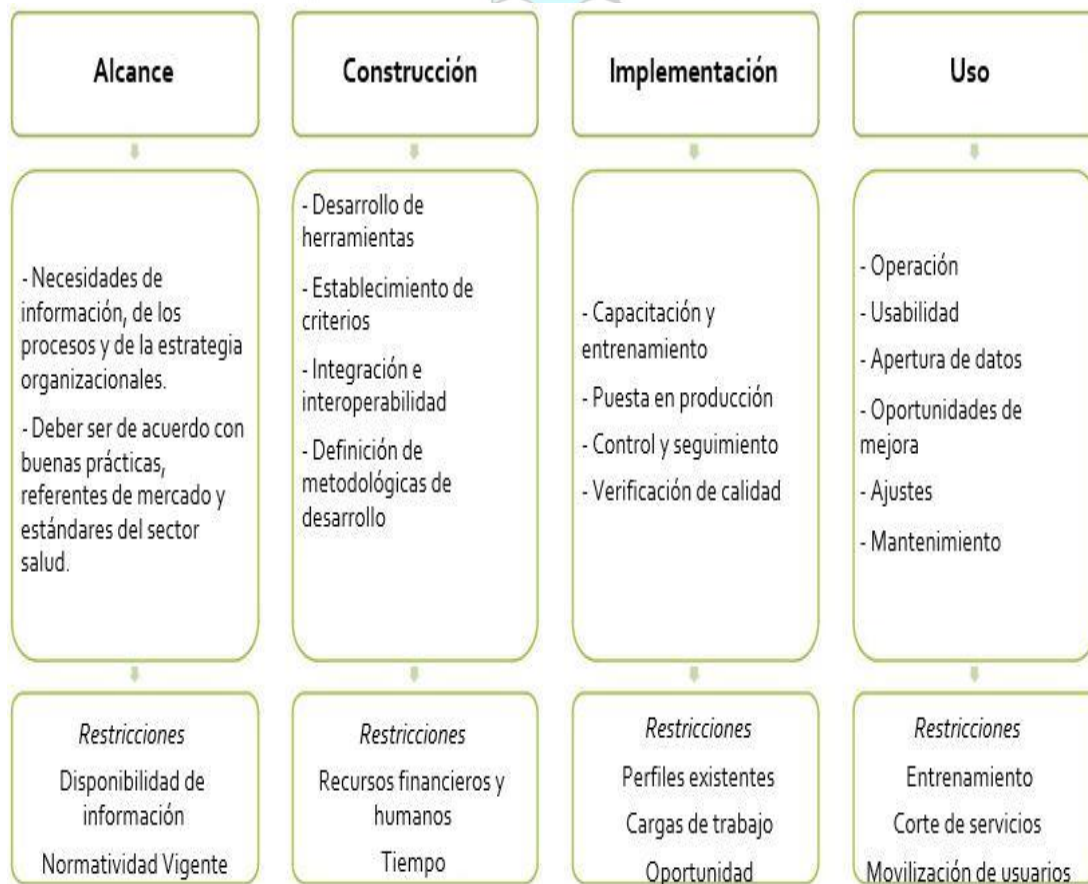 Alcance
- Necesidades de
información, de los
procesos y de la estrategia
organizacionales.
- Deber ser de acuerdo con
buenas prácticas,
referentes de mercado y
estándares del sector
salud.
Restricciones
Disponibilidad de
información
Normatividad Vigente
Construcción
- Desarrollo de
herramientas
- Establecimiento de
criterios
- Integración e
interoperabilidad
- Definición de
metodológicas de
desarrollo
Restricciones
Recursos financieros y
humanos
Tiempo
Implementación
- Capacitación y
entrenamiento
- Puesta en producción
- Control y seguimiento
- Verificación de calidad
Restricciones
Perfiles existentes
Cargas de trabajo
Oportunidad
Uso
- Operación
- Usabilidad
- Apertura de datos
- Oportunidades de
mejora
- Ajustes
- Mantenimiento
Restricciones
Entrenamiento
Corte de servicios
Movilización de usuarios